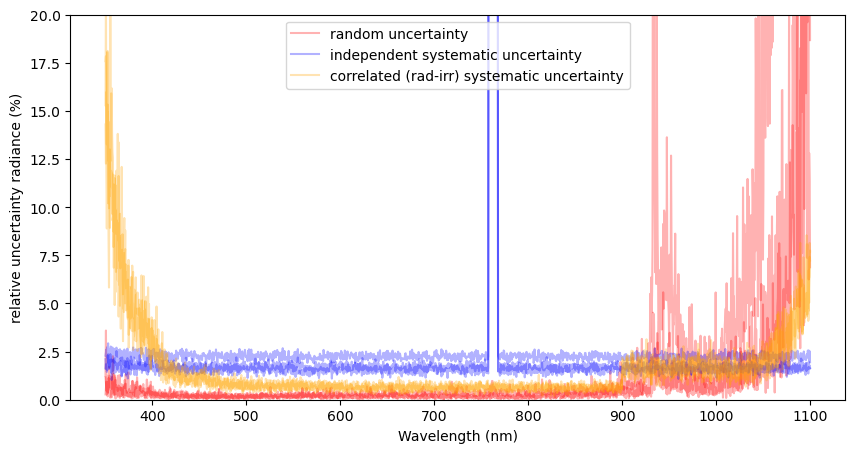 20.0
17.5
15.0
12.5
10.0
7.5
5.0
2.5
0.0
relative uncertainty radiance (%)
random uncertainty
independent systematic uncertainty
correlated (rad-irr) systematic uncertainty
400 500 600 700 800 900 1000 1100
Wavelength (nm)